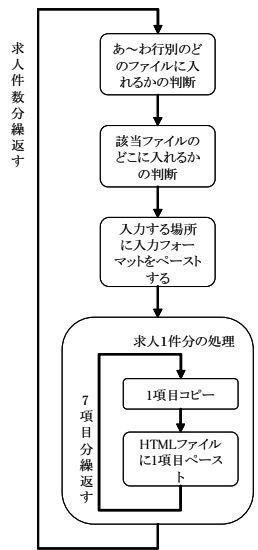 求人件数分繰返す
あ～わ行別のど
のファイルに入
れるかの判断
該当ファイルの
どこに入れるか
の判断
入力する場所
に入力フォー
マットをペースト
する
求人1件分の処理
7項目分繰返す
1項目コピー
HTMLファイル
に1項目ペース
ト